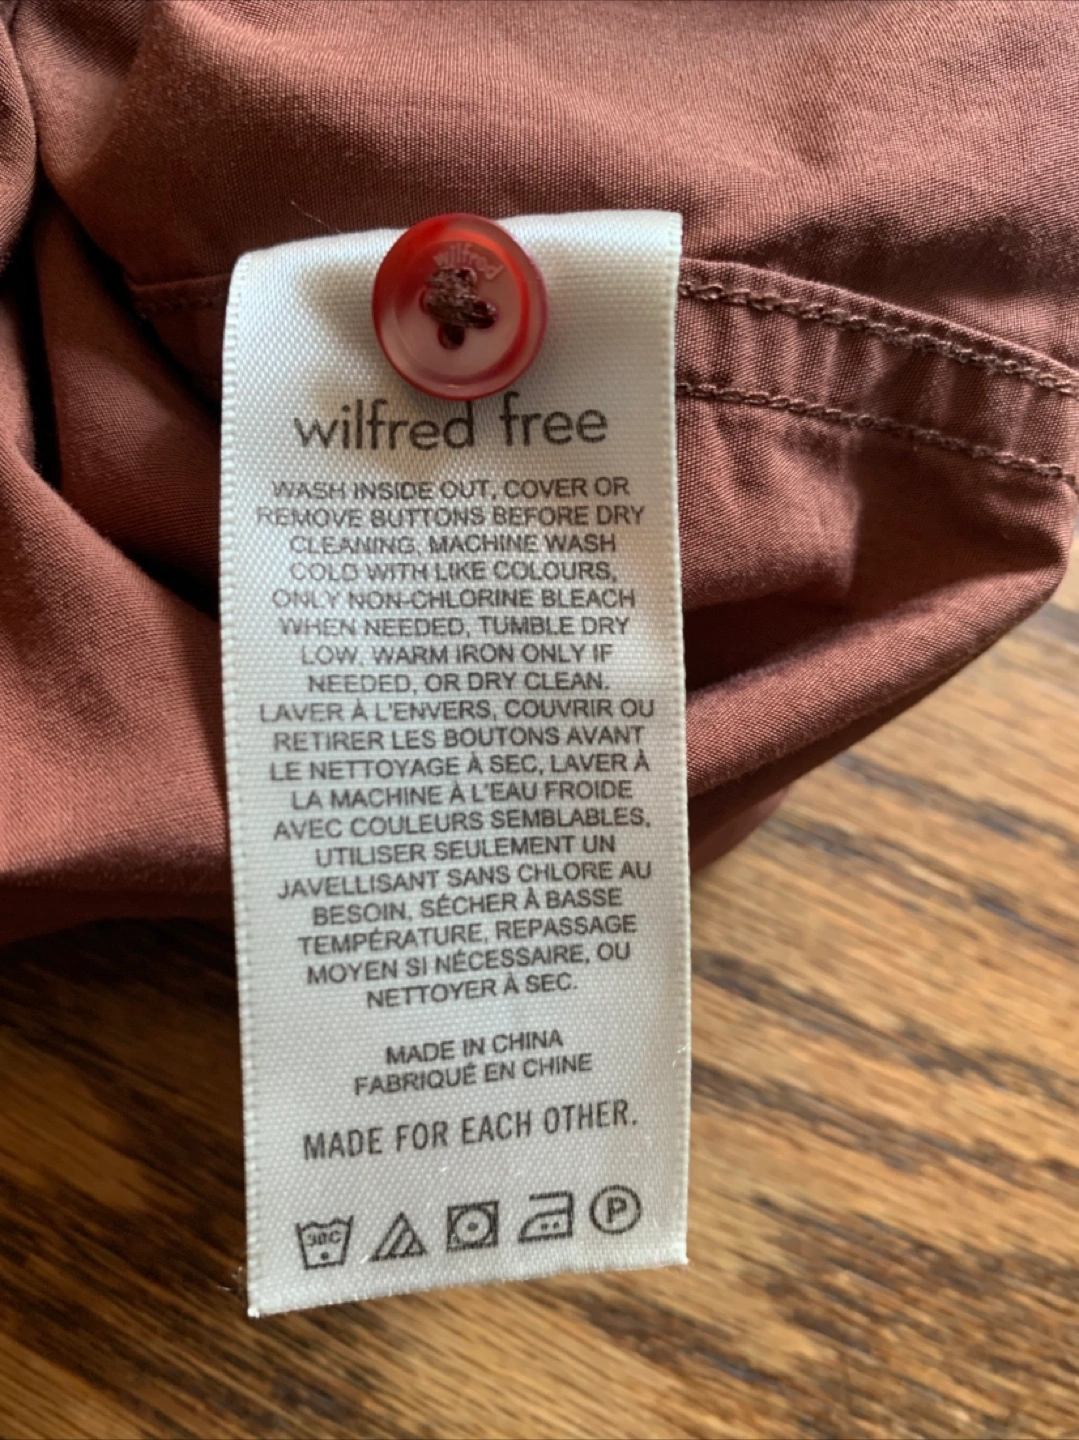 wilfred
wilfred free
WASH INSIDE OUT, COVER OR
REMOVE BUTTONS BEFORE DRY
CLEANING, MACHINE WASH
COLD WITH LIKE COLOURS,
ONLY NON-CHLORINE BLEACH
WHEN NEEDED, TUMBLE DRY
LOW, WARM IRON ONLY IF
NEEDED, OR DRY CLEAN.
LAVER À L'ENVERS, COUVRIR OU
RETIRER LES BOUTONS AVANT
LE NETTOYAGE À SEC, LAVER À
LA MACHINE À L'EAU FROIDE
AVEC COULEURS SEMBLABLES,
UTILISER SEULEMENT UN
JAVELLISANT SANS CHLORE AU
BESOIN, SÉCHER À BASSE
TEMPÉRATURE, REPASSAGE
MOYEN SI NÉCESSAIRE, OU
NETTOYER À SEC.
MADE IN CHINA
FABRIQUÉ EN CHINE
MADE FOR EACH OTHER.
30C P